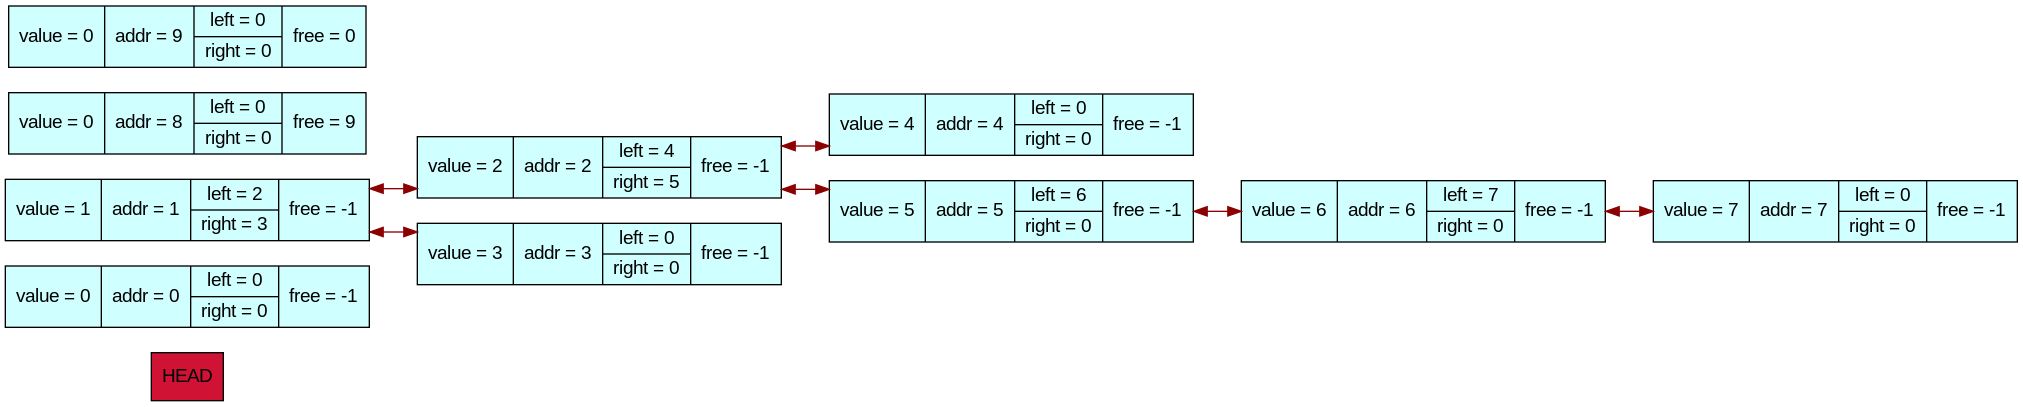 value = 0 addr = 9 left = 0 right = 0 free = 0
value = 0 addr = 8 left = 0 right = 0 free = 9
value = 1 addr = 1 left = 2 right = 3 free = -1
value = 0 addr = 0 left = 0 right = 0 free = -1
HEAD
value = 2 addr = 2 left = 4 right = 5 free = -1
value = 3 addr = 3 left = 0 right = 0 free = -1
value = 4 addr = 4 left = 0 right = 0 free = -1
value = 5 addr = 5 left = 6 right = 0 free = -1
value = 6 addr = 6 left = 7 right = 0 free = -1
value = 7 addr = 7 left = 0 right = 0 free = -1